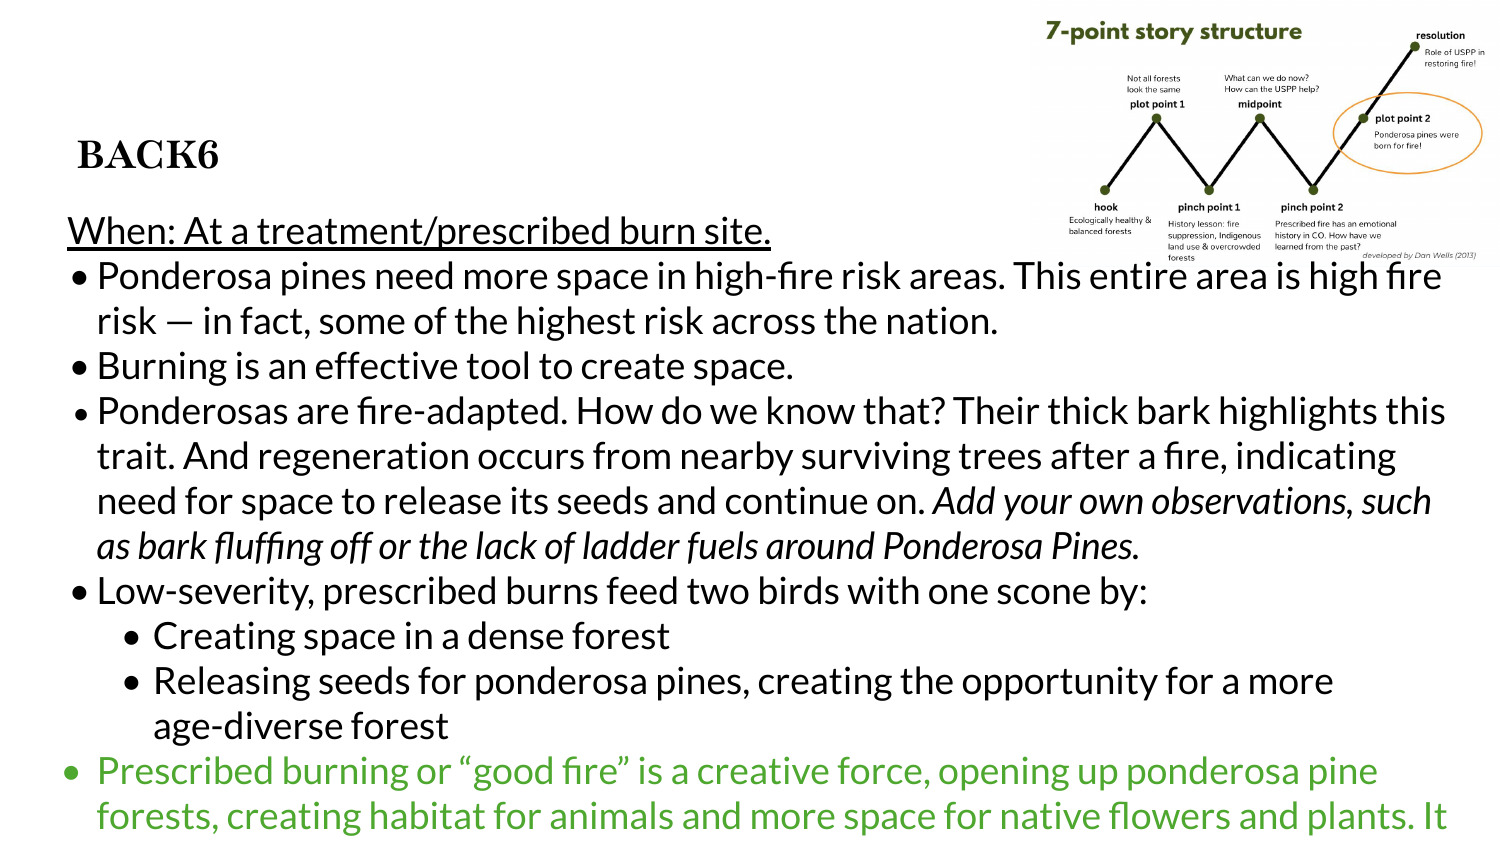 7-point story structure
resolution
Role of USPP in
restoring fire!
Not all forests
look the same
plot point 1
What can we do now?
How can the USPP help?
midpoint
plot point 2
Ponderosa pines were
born for fire!
hook
Ecologically healthy &
balanced forests
pinch point 1
History lesson: fire
suppression, Indigenous
land use & overcrowded
forests
pinch point 2
Prescribed fire has an emotional
history in CO. How have we
learned from the past?
developed by Dan Wells (2013)
BACK6
When: At a treatment/prescribed burn site.
• Ponderosa pines need more space in high-fire risk areas. This entire area is high fire
risk — in fact, some of the highest risk across the nation.
• Burning is an effective tool to create space.
• Ponderosas are fire-adapted. How do we know that? Their thick bark highlights this
trait. And regeneration occurs from nearby surviving trees after a fire, indicating
need for space to release its seeds and continue on. Add your own observations, such
as bark fluffing off or the lack of ladder fuels around Ponderosa Pines.
• Low-severity, prescribed burns feed two birds with one scone by:
• Creating space in a dense forest
• Releasing seeds for ponderosa pines, creating the opportunity for a more
age-diverse forest
• Prescribed burning or “good fire” is a creative force, opening up ponderosa pine
forests, creating habitat for animals and more space for native flowers and plants. It